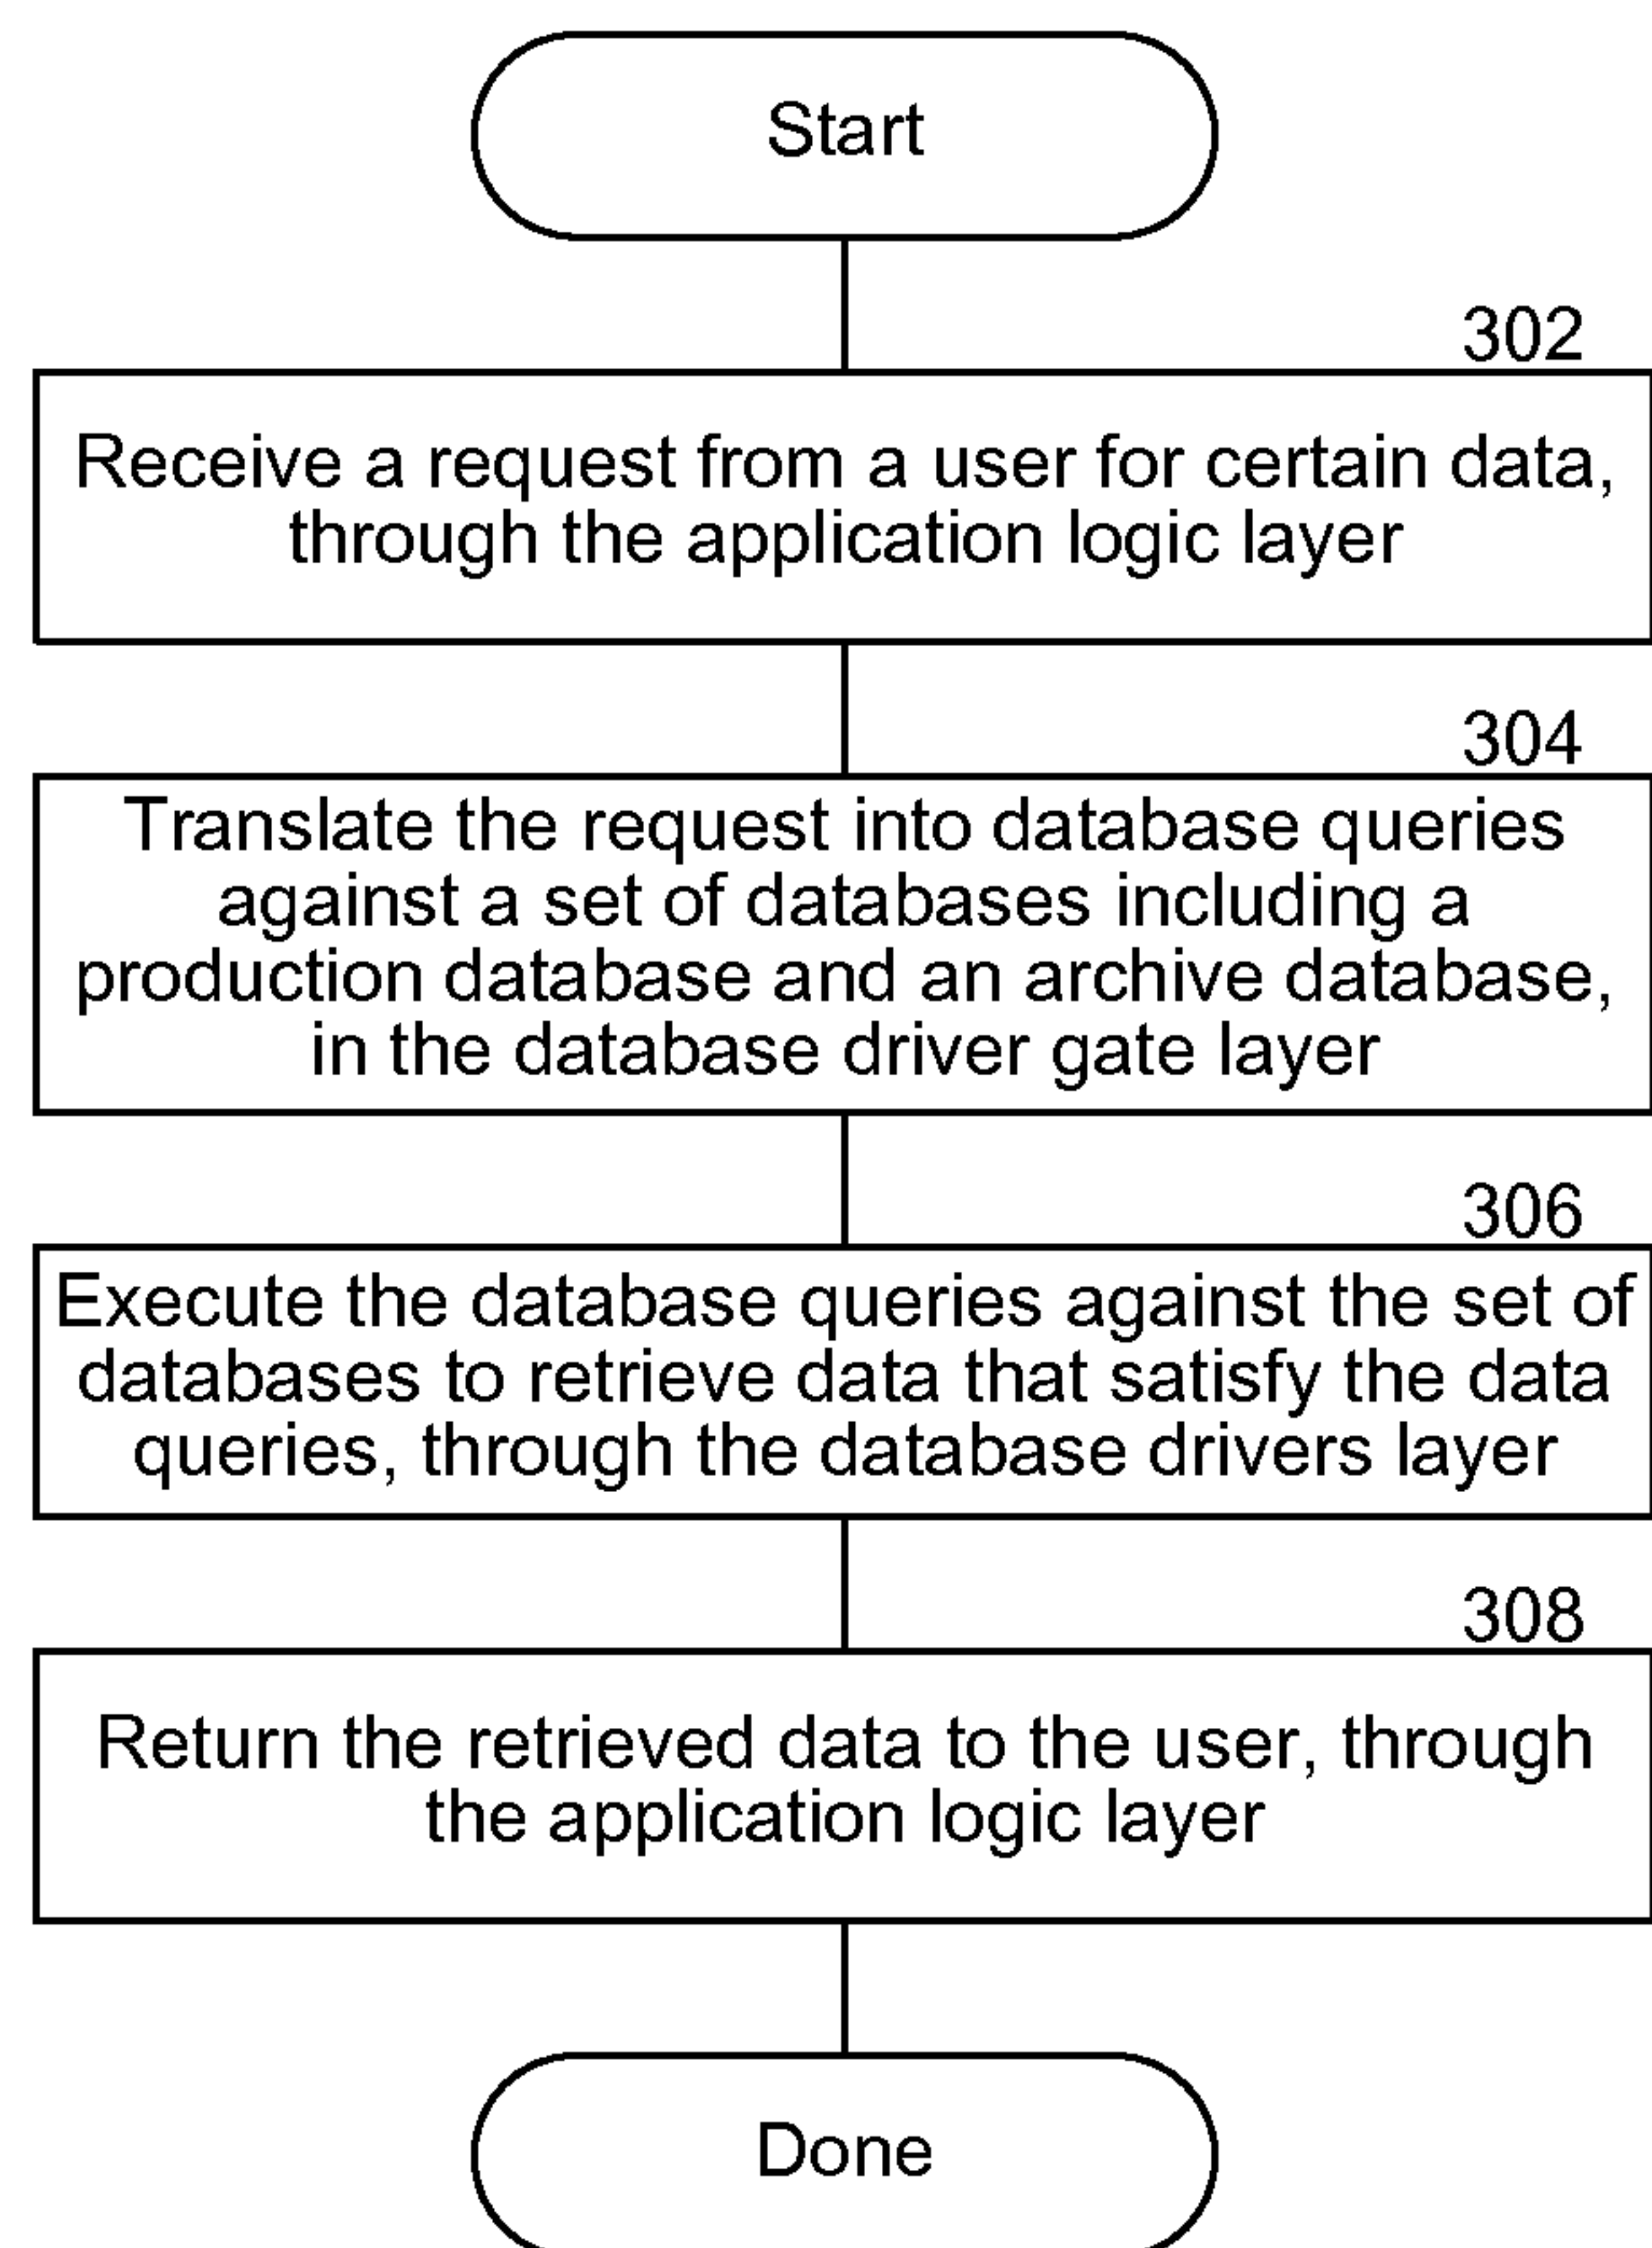 Start
302
Receive a request from a user for certain data,
through the application logic layer
304
Translate the request into database queries
against a set of databases including a
production database and an archive database,
in the database driver gate layer
306
Execute the database queries against the set of
databases to retrieve data that satisfy the data
queries, through the database drivers layer
308
Return the retrieved data to the user, through
the application logic layer
Done